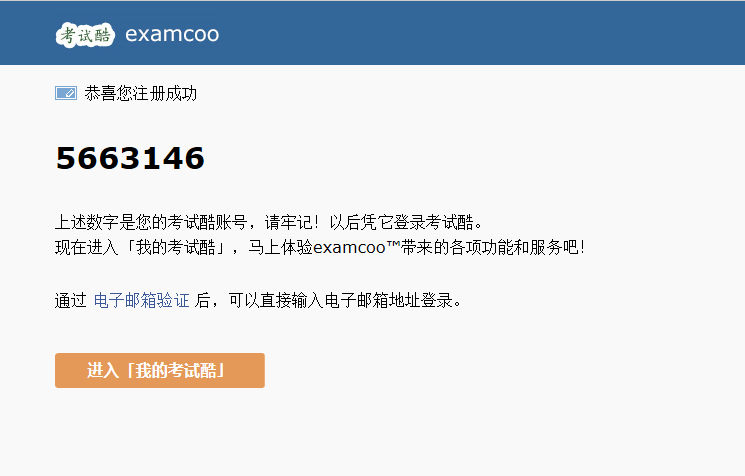 考试酷 examcoo
恭喜您注册成功
5663146
上述数字是您的考试酷账号，请牢记！以后凭它登录考试酷。
现在进入「我的考试酷」，马上体验examcoo™带来的各项功能和服务吧！
通过 电子邮箱验证 后，可以直接输入电子邮箱地址登录。
进入「我的考试酷」